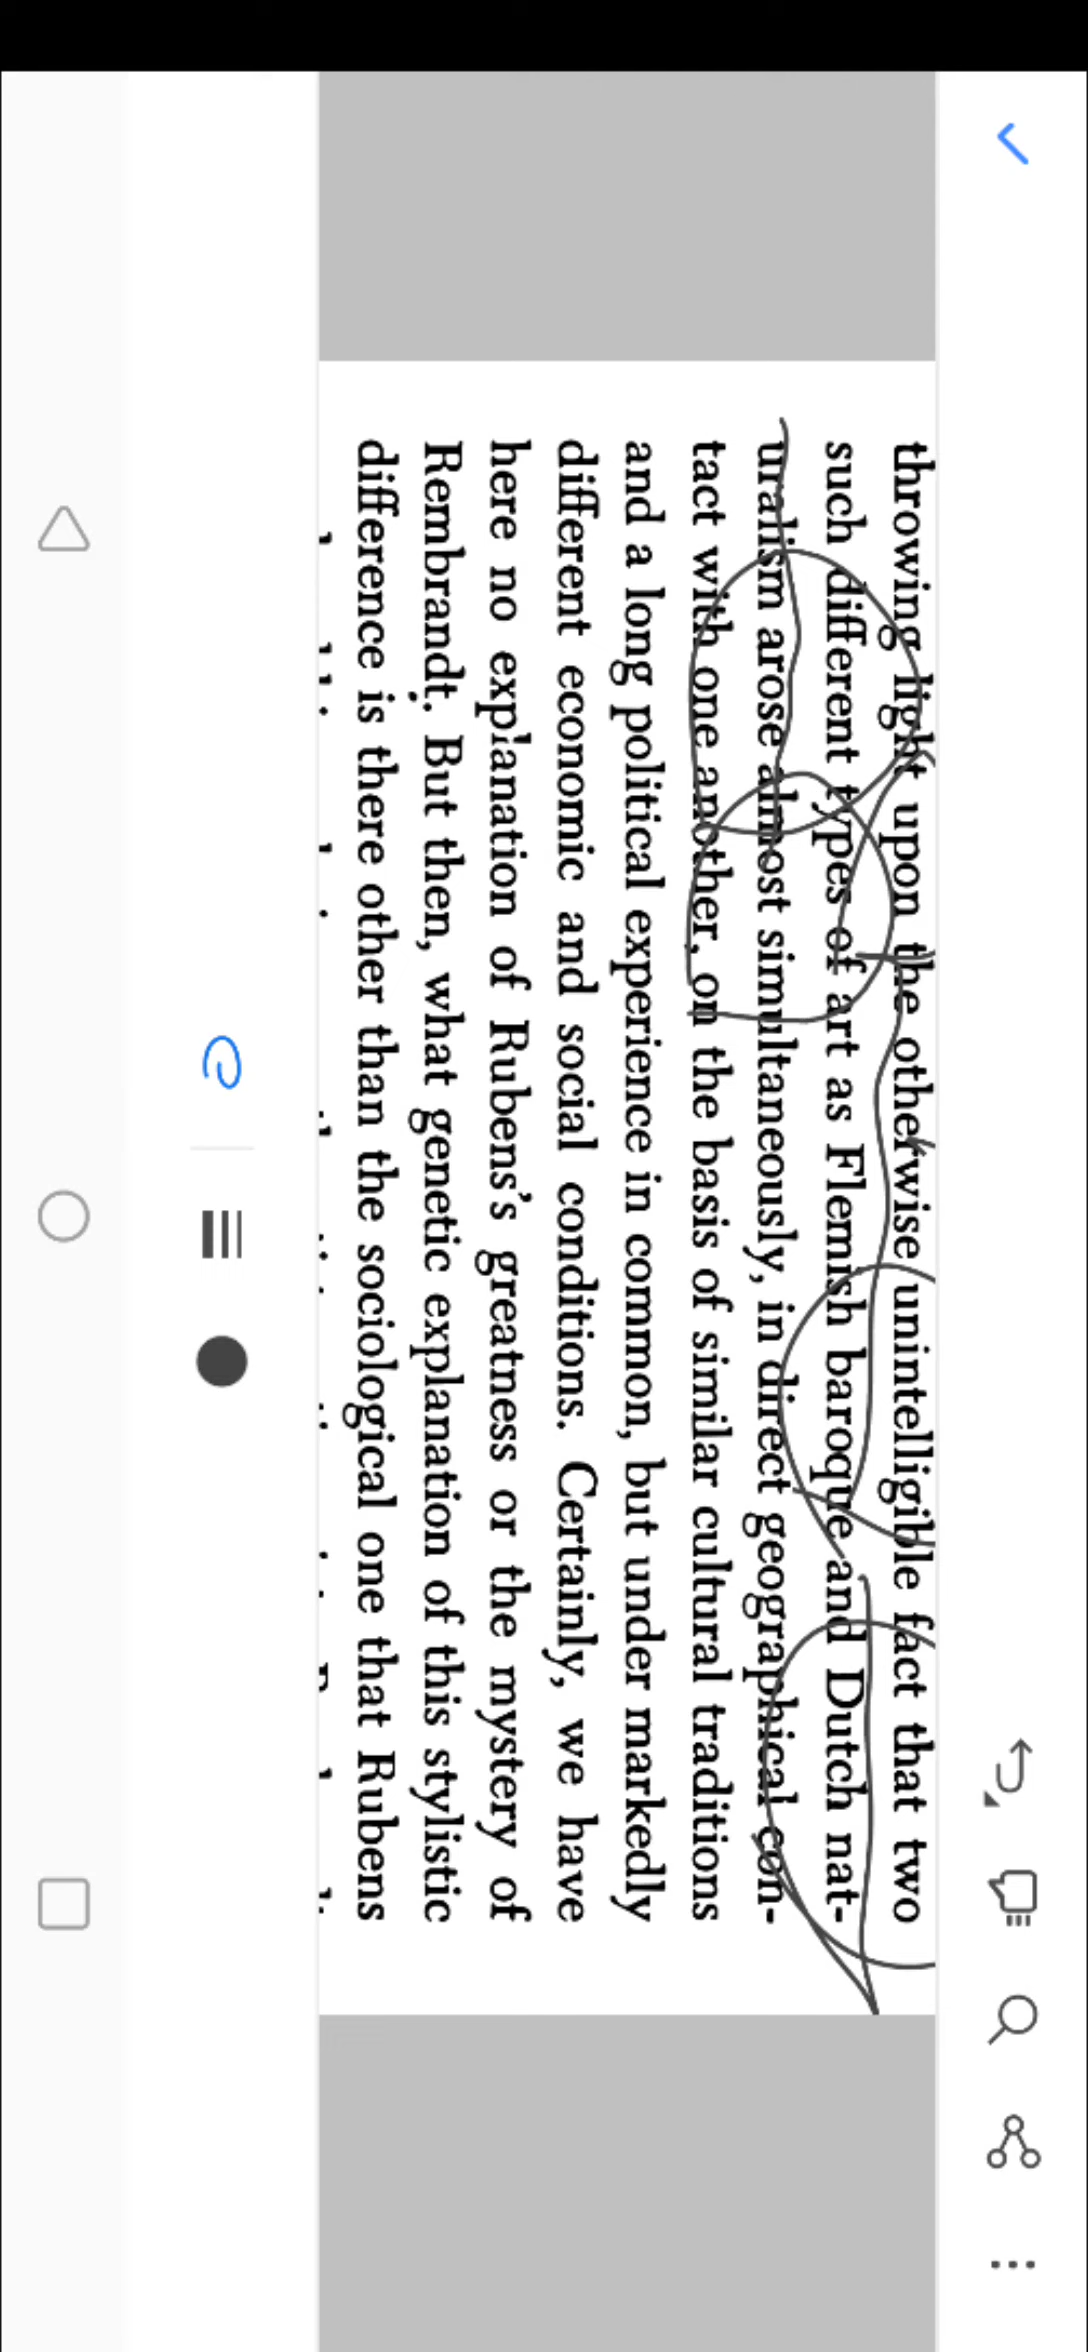 throwing light upon the otherwise unintelligible fact that two
such different types of art as Flemish baroque and Dutch nat-
uralism arose almost simultaneously, in direct geographical con-
tact with one another, on the basis of similar cultural traditions
and a long political experience in common, but under markedly
different economic and social conditions. Certainly, we have
here no explanation of Rubens's greatness or the mystery of
Rembrandt. But then, what genetic explanation of this stylistic
difference is there other than the sociological one that Rubens